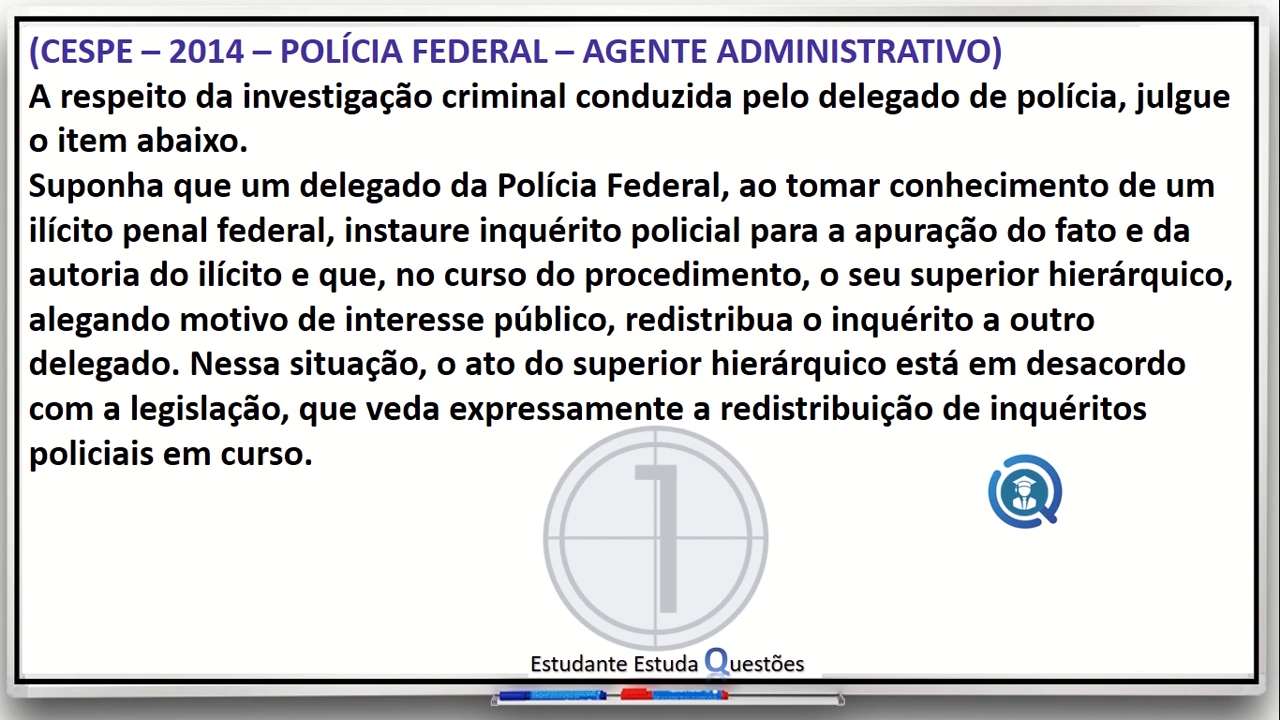 (CESPE – 2014 – POLÍCIA FEDERAL – AGENTE ADMINISTRATIVO)
A respeito da investigação criminal conduzida pelo delegado de polícia, julgue
o item abaixo.
Suponha que um delegado da Polícia Federal, ao tomar conhecimento de um
ilícito penal federal, instaure inquérito policial para a apuração do fato e da
autoria do ilícito e que, no curso do procedimento, o seu superior hierárquico,
alegando motivo de interesse público, redistribua o inquérito a outro
delegado. Nessa situação, o ato do superior hierárquico está em desacordo
com a legislação, que veda expressamente a redistribuição de inquéritos
policiais em curso.
1
Estudante Estuda Questões